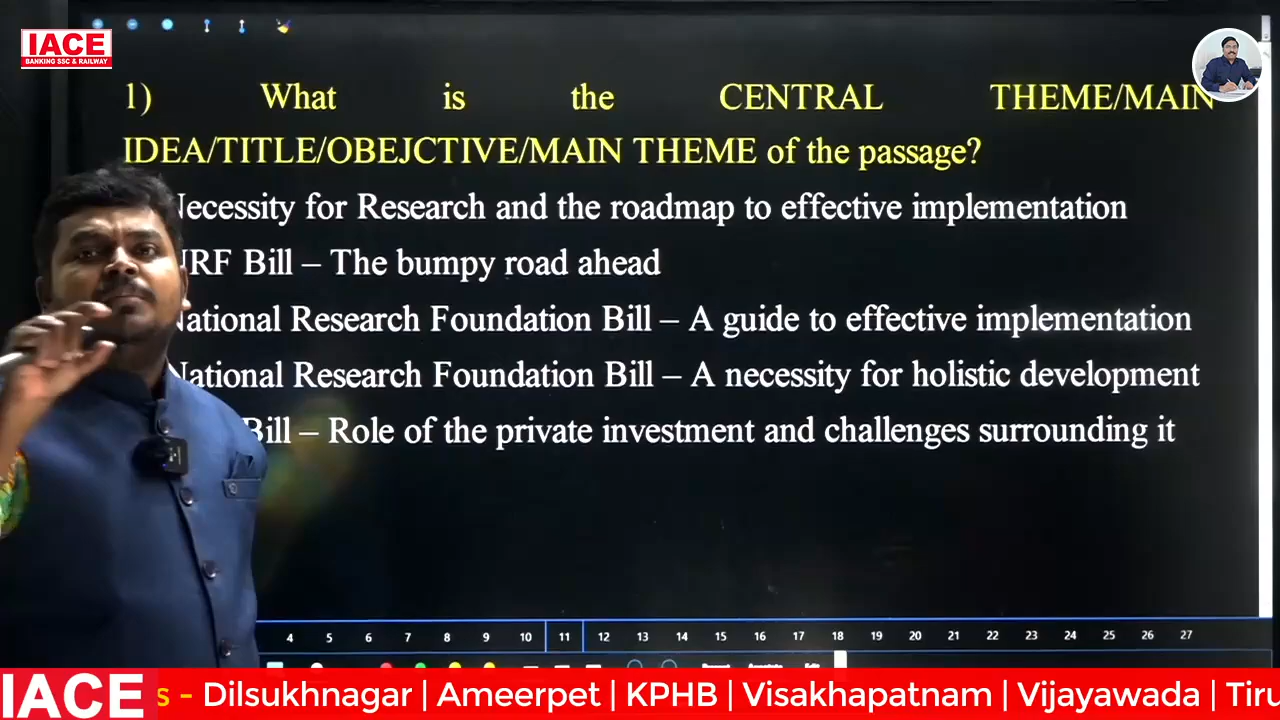 IACE
BANKING SSC & RAILWAY
1) What is the CENTRAL THEME/MAIN
IDEA/TITLE/OBEJCTIVE/MAIN THEME of the passage?
Necessity for Research and the roadmap to effective implementation
NRF Bill – The bumpy road ahead
National Research Foundation Bill – A guide to effective implementation
National Research Foundation Bill – A necessity for holistic development
Bill – Role of the private investment and challenges surrounding it
4 5 6 7 8 9 10 11 12 13 14 15 16 17 18 19 20 21 22 23 24 25 26 27
IACE s - Dilsukhnagar | Ameerpet | KPHB | Visakhapatnam | Vijayawada | Tiru